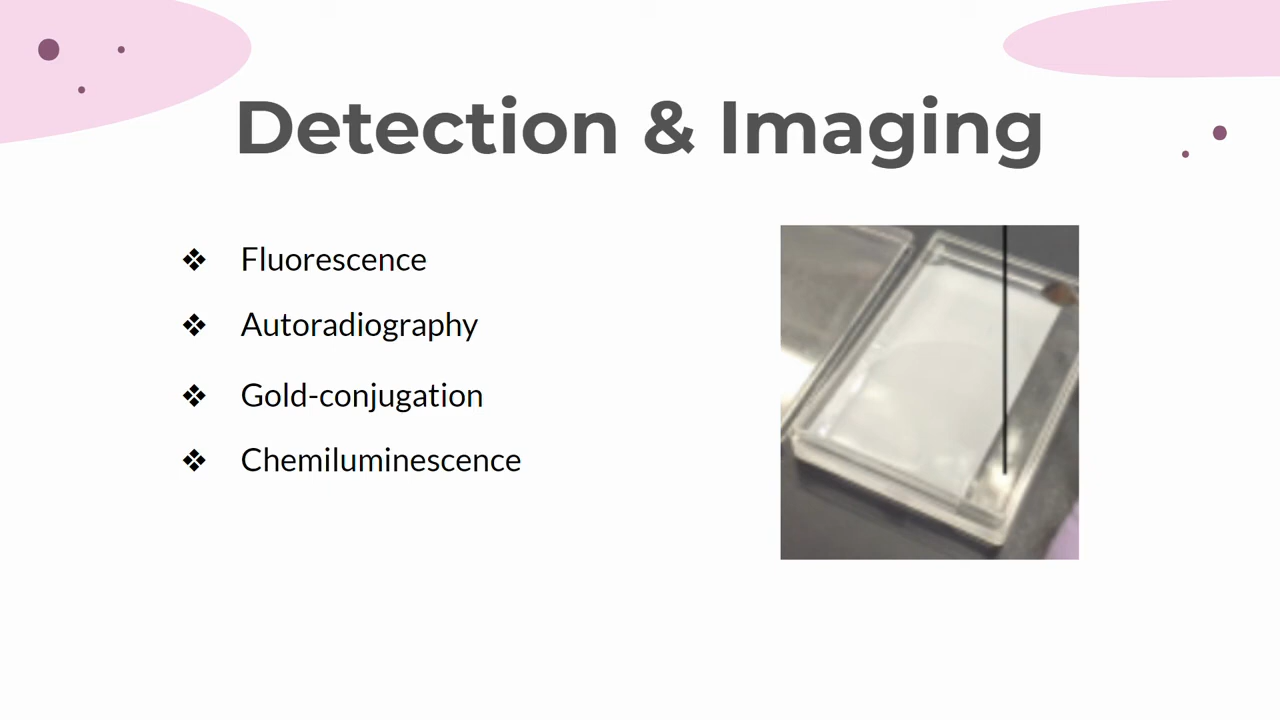 Detection & Imaging
❖ Fluorescence
❖ Autoradiography
❖ Gold-conjugation
❖ Chemiluminescence